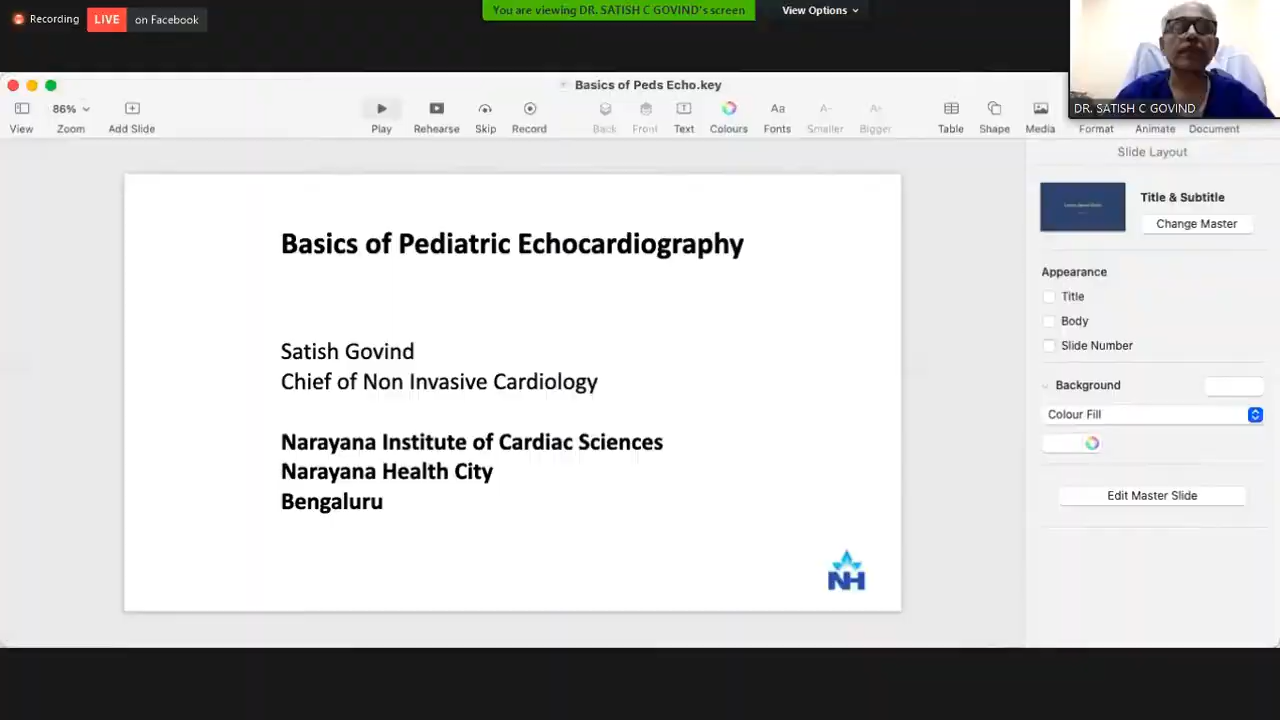 Recording
LIVE on Facebook
You are viewing DR. SATISH C GOVIND's screen
View Options
DR. SATISH C GOVIND
Basics of Peds Echo.key
86%
View
Zoom
Add Slide
Play
Rehearse
Skip
Record
Back
Front
Text
Colours
Fonts
Smaller
Bigger
Table
Shape
Media
Format
Animate
Document
Aa
A-
A-
Basics of Pediatric Echocardiography
Satish Govind
Chief of Non Invasive Cardiology
Narayana Institute of Cardiac Sciences
Narayana Health City
Bengaluru
NH
Slide Layout
Title & Subtitle
Change Master
Appearance
Title
Body
Slide Number
Background
Colour Fill
Edit Master Slide